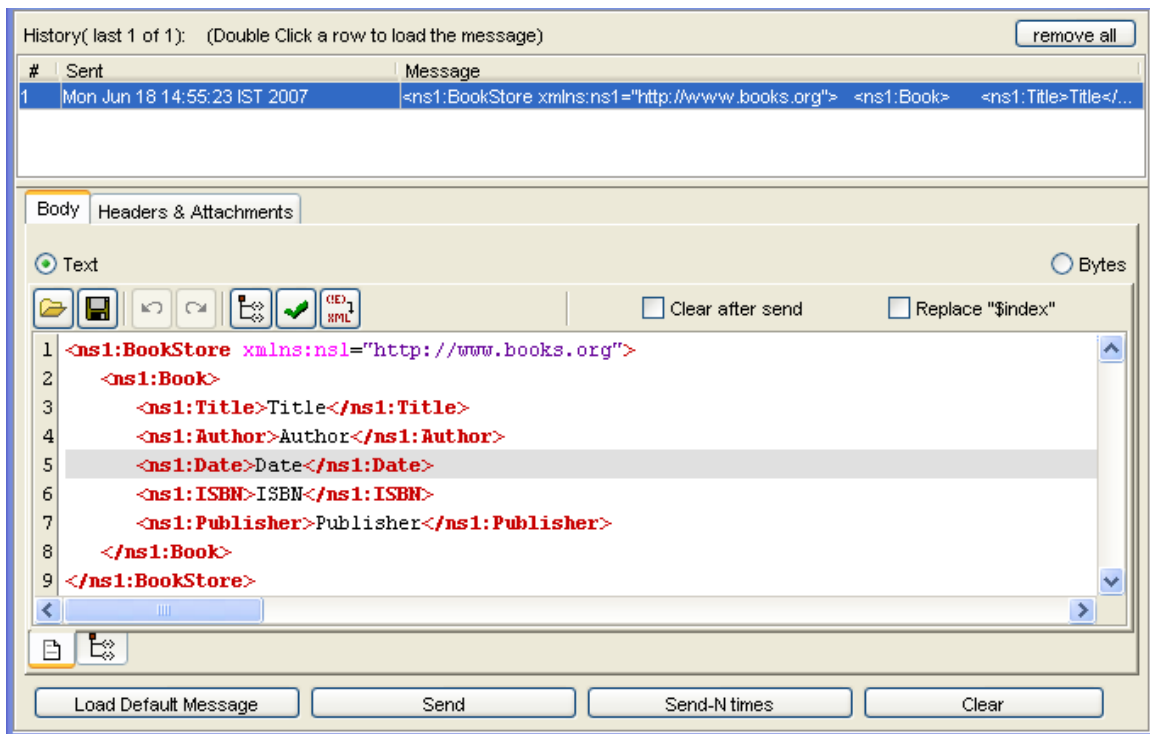 History( last 1 of 1):   (Double Click a row to load the message)   remove all
#   Sent   Message
1   Mon Jun 18 14:55:23 IST 2007   <ns1:BookStore xmlns:ns1="http://www.books.org">   <ns1:Book>   <ns1:Title>Title</...
Body   Headers & Attachments
Text   Bytes
(IE) XML   Clear after send   Replace "$index"
1 <ns1:BookStore xmlns:ns1="http://www.books.org">
2    <ns1:Book>
3       <ns1:Title>Title</ns1:Title>
4       <ns1:Author>Author</ns1:Author>
5       <ns1:Date>Date</ns1:Date>
6       <ns1:ISBN>ISBN</ns1:ISBN>
7       <ns1:Publisher>Publisher</ns1:Publisher>
8    </ns1:Book>
9 </ns1:BookStore>
Load Default Message   Send   Send-N times   Clear